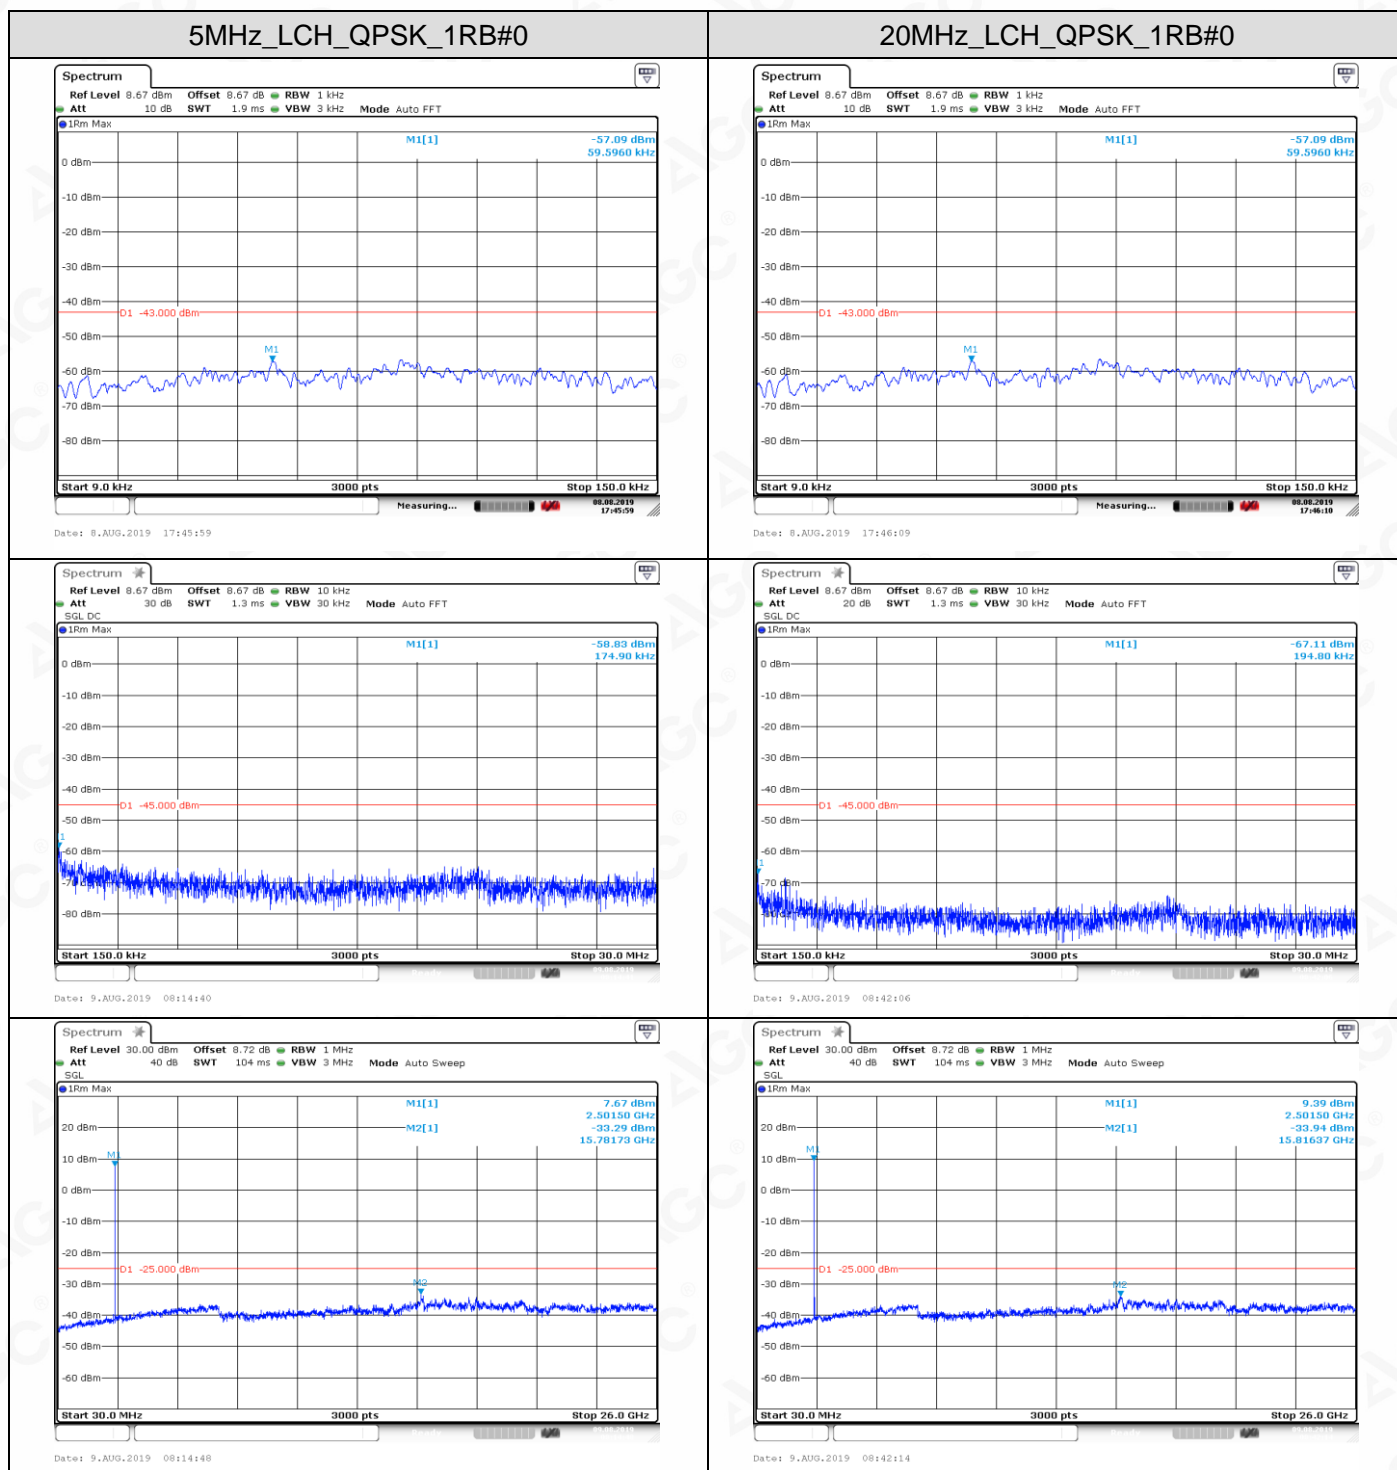 5MHz_LCH_QPSK_1RB#0
20MHz_LCH_QPSK_1RB#0
Spectrum
Ref Level 8.67 dBm Offset 8.67 dB RBW 1 kHz
Att 10 dB SWT 1.9 ms VBW 3 kHz Mode Auto FFT
1Rm Max
M1[1] -57.09 dBm
59.5960 kHz
0 dBm
-10 dBm
-20 dBm
-30 dBm
-40 dBm
D1 -43.000 dBm
-50 dBm
M1
-60 dBm
-70 dBm
-80 dBm
Start 9.0 kHz 3000 pts Stop 150.0 kHz
Measuring... 08.08.2019
17:45:59
Date: 8.AUG.2019 17:45:59
Spectrum
Ref Level 8.67 dBm Offset 8.67 dB RBW 1 kHz
Att 10 dB SWT 1.9 ms VBW 3 kHz Mode Auto FFT
1Rm Max
M1[1] -57.09 dBm
59.5960 kHz
0 dBm
-10 dBm
-20 dBm
-30 dBm
-40 dBm
D1 -43.000 dBm
-50 dBm
M1
-60 dBm
-70 dBm
-80 dBm
Start 9.0 kHz 3000 pts Stop 150.0 kHz
Measuring... 08.08.2019
17:46:10
Date: 8.AUG.2019 17:46:09
Spectrum
Ref Level 8.67 dBm Offset 8.67 dB RBW 10 kHz
Att 30 dB SWT 1.3 ms VBW 30 kHz Mode Auto FFT
SGL DC
1Rm Max
M1[1] -58.83 dBm
174.90 kHz
0 dBm
-10 dBm
-20 dBm
-30 dBm
-40 dBm
D1 -45.000 dBm
-50 dBm
1
-60 dBm
-70 dBm
-80 dBm
Start 150.0 kHz 3000 pts Stop 30.0 MHz
Date: 9.AUG.2019 08:14:40
Spectrum
Ref Level 8.67 dBm Offset 8.67 dB RBW 10 kHz
Att 20 dB SWT 1.3 ms VBW 30 kHz Mode Auto FFT
SGL DC
1Rm Max
M1[1] -67.11 dBm
194.80 kHz
0 dBm
-10 dBm
-20 dBm
-30 dBm
-40 dBm
D1 -45.000 dBm
-50 dBm
-60 dBm
1
-70 dBm
-80 dBm
Start 150.0 kHz 3000 pts Stop 30.0 MHz
Date: 9.AUG.2019 08:42:06
Spectrum
Ref Level 30.00 dBm Offset 8.72 dB RBW 1 MHz
Att 40 dB SWT 104 ms VBW 3 MHz Mode Auto Sweep
SGL
1Rm Max
M1[1] 7.67 dBm
2.50150 GHz
20 dBm M2[1] -33.29 dBm
15.78173 GHz
M1
10 dBm
0 dBm
-10 dBm
-20 dBm
D1 -25.000 dBm
-30 dBm M2
-40 dBm
-50 dBm
-60 dBm
Start 30.0 MHz 3000 pts Stop 26.0 GHz
Date: 9.AUG.2019 08:14:48
Spectrum
Ref Level 30.00 dBm Offset 8.72 dB RBW 1 MHz
Att 40 dB SWT 104 ms VBW 3 MHz Mode Auto Sweep
SGL
1Rm Max
M1[1] 9.39 dBm
2.50150 GHz
20 dBm M2[1] -33.94 dBm
15.81637 GHz
M1
10 dBm
0 dBm
-10 dBm
-20 dBm
D1 -25.000 dBm
-30 dBm M2
-40 dBm
-50 dBm
-60 dBm
Start 30.0 MHz 3000 pts Stop 26.0 GHz
Date: 9.AUG.2019 08:42:14